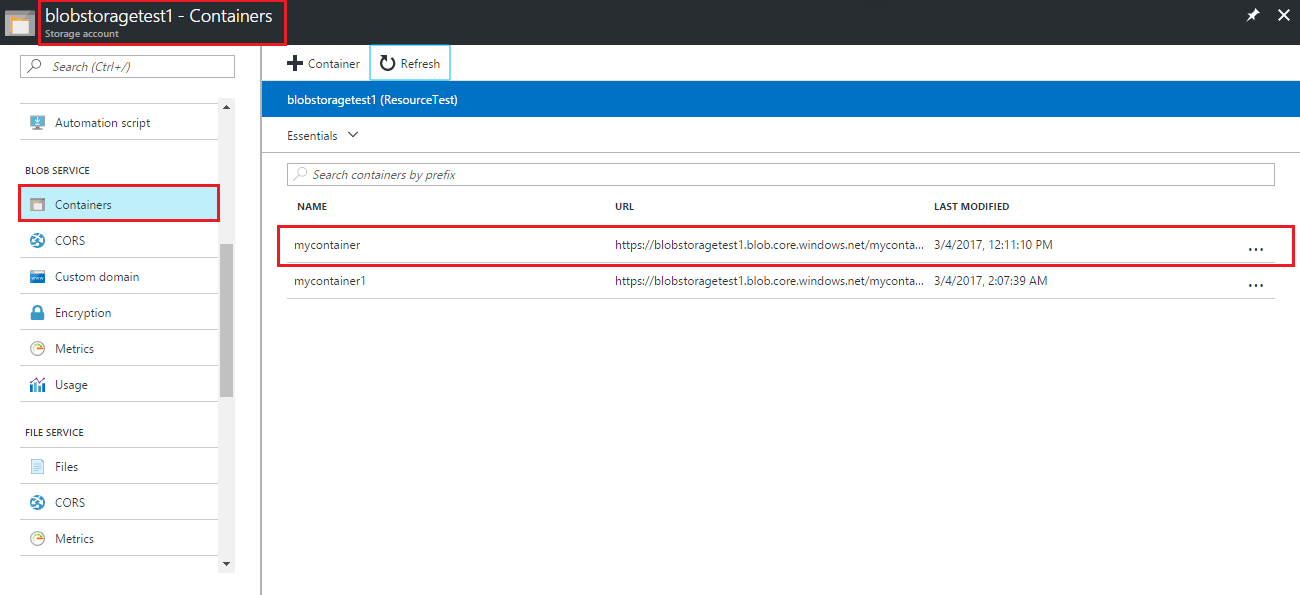 blobstoragetest1 - Containers
Storage account
Search (Ctrl+/)
Automation script
BLOB SERVICE
Containers
CORS
Custom domain
Encryption
Metrics
Usage
FILE SERVICE
Files
CORS
Metrics
Container Refresh
blobstoragetest1 (ResourceTest)
Essentials
Search containers by prefix
NAME URL LAST MODIFIED
mycontainer https://blobstoragetest1.blob.core.windows.net/myconta... 3/4/2017, 12:11:10 PM ...
mycontainer1 https://blobstoragetest1.blob.core.windows.net/myconta... 3/4/2017, 2:07:39 AM ...